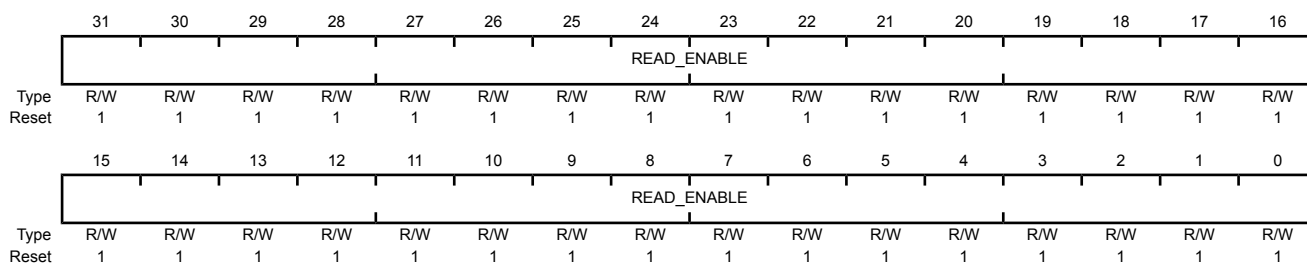 31 30 29 28 27 26 25 24 23 22 21 20 19 18 17 16
READ_ENABLE
Type R/W R/W R/W R/W R/W R/W R/W R/W R/W R/W R/W R/W R/W R/W R/W R/W
Reset 1 1 1 1 1 1 1 1 1 1 1 1 1 1 1 1
15 14 13 12 11 10 9 8 7 6 5 4 3 2 1 0
READ_ENABLE
Type R/W R/W R/W R/W R/W R/W R/W R/W R/W R/W R/W R/W R/W R/W R/W R/W
Reset 1 1 1 1 1 1 1 1 1 1 1 1 1 1 1 1